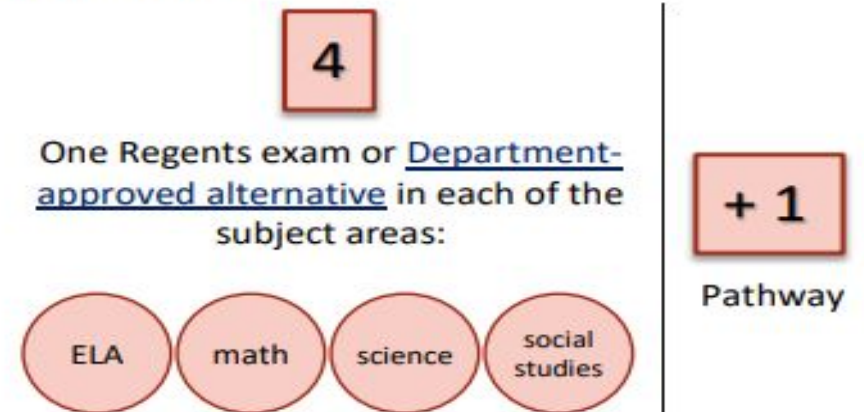 4
One Regents exam or Department-
approved alternative in each of the
subject areas:
ELA
math
science
social
studies
+ 1
Pathway